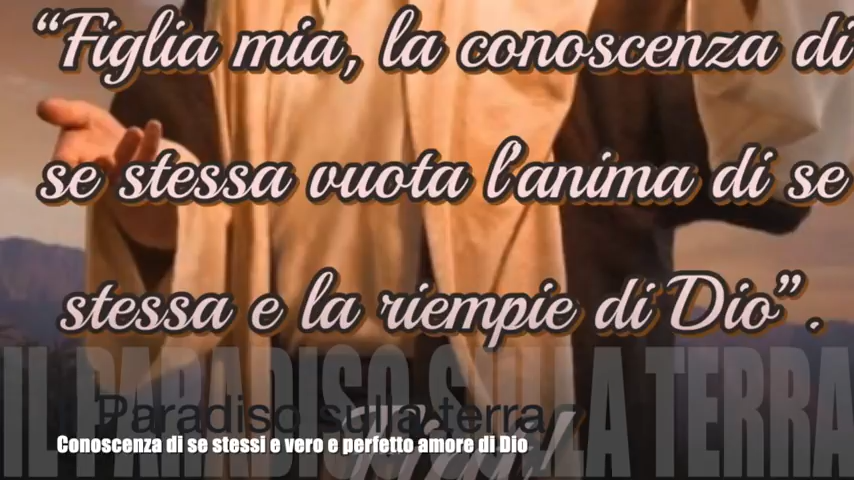 “Figlia mia, la conoscenza di
se stessa vuota l'anima di se
stessa e la riempie di Dio”.
IL PARADISO SULLA TERRA
Il Paradiso sulla terra
Conoscenza di se stessi e vero e perfetto amore di Dio